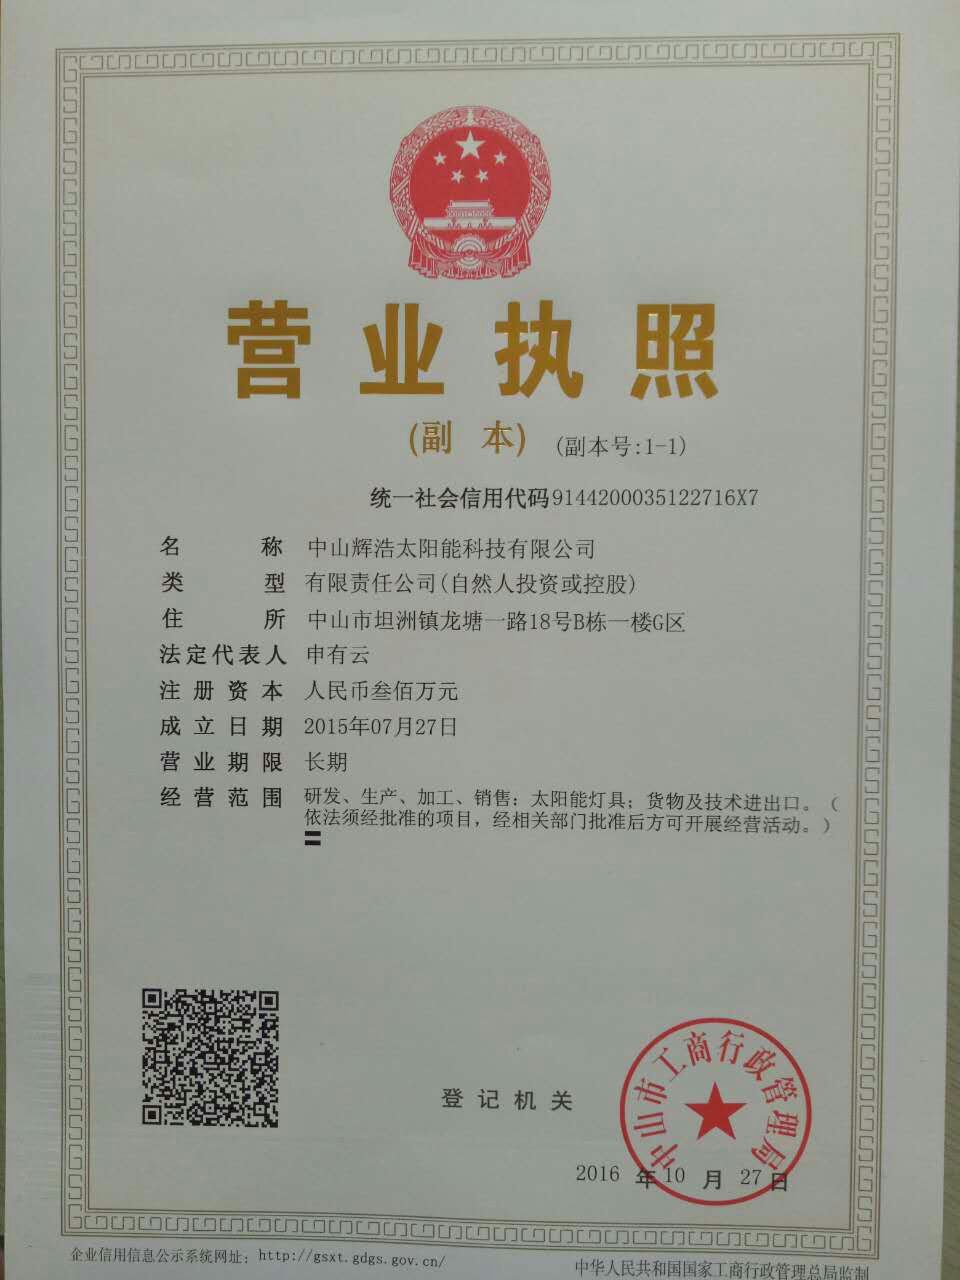 营业执照
(副 本) (副本号:1-1)
统一社会信用代码9144200035122716X7
名 称 中山辉浩太阳能科技有限公司
类 型 有限责任公司(自然人投资或控股)
住 所 中山市坦洲镇龙塘一路18号B栋一楼G区
法定代表人 申有云
注册资本 人民币叁佰万元
成立日期 2015年07月27日
营业期限 长期
经营范围 研发、生产、加工、销售：太阳能灯具；货物及技术进出口。（
依法须经批准的项目，经相关部门批准后方可开展经营活动。）
登记机关
中山市工商行政管理局
2016 年 10 月 27 日
企业信用信息公示系统网址：http://gsxt.gdgs.gov.cn/
中华人民共和国国家工商行政管理总局监制